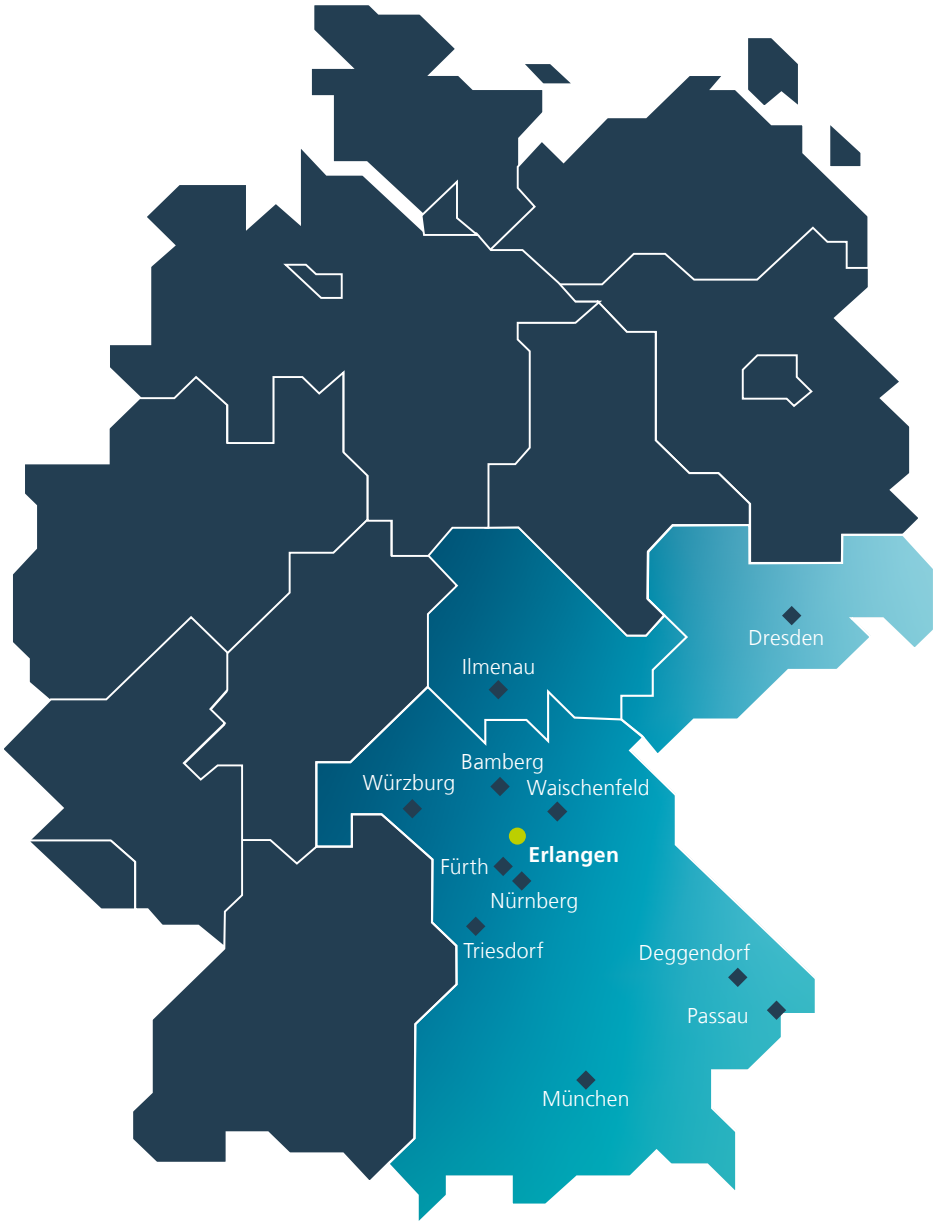 Dresden
Ilmenau
Bamberg
Würzburg
Waischenfeld
Erlangen
Fürth
Nürnberg
Triesdorf
Deggendorf
Passau
München